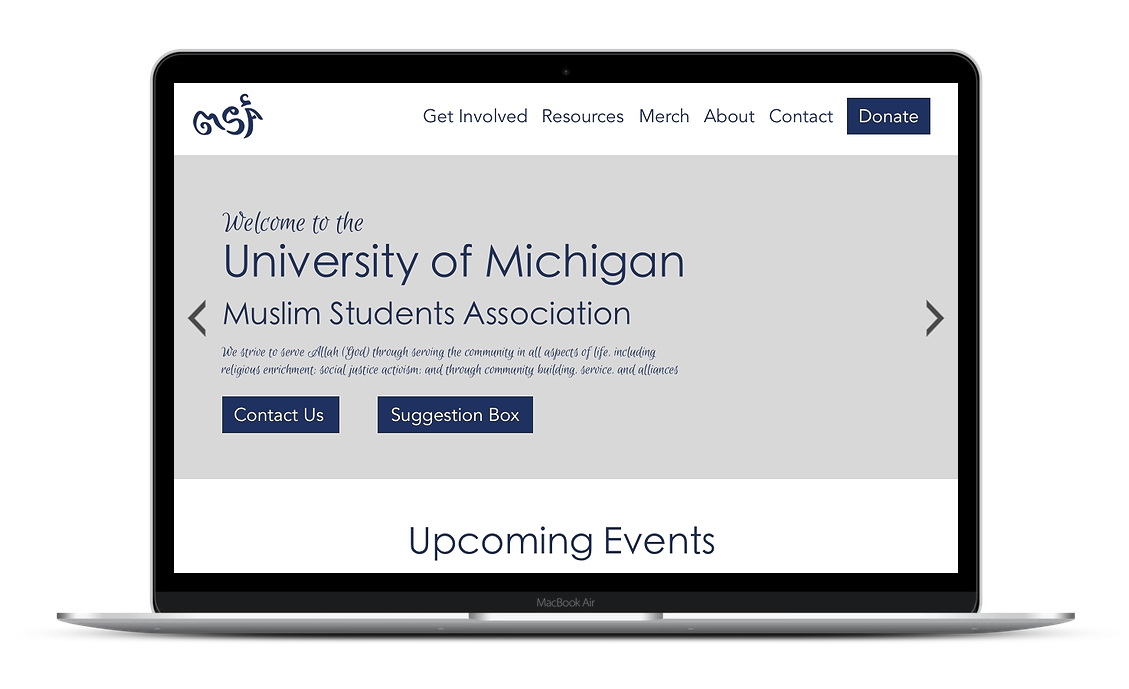 msa
Get Involved Resources Merch About Contact Donate
Welcome to the
University of Michigan
Muslim Students Association
We strive to serve Allah (God) through serving the community in all aspects of life, including
religious enrichment; social justice activism; and through community building, service, and alliances
Contact Us Suggestion Box
Upcoming Events
MacBook Air